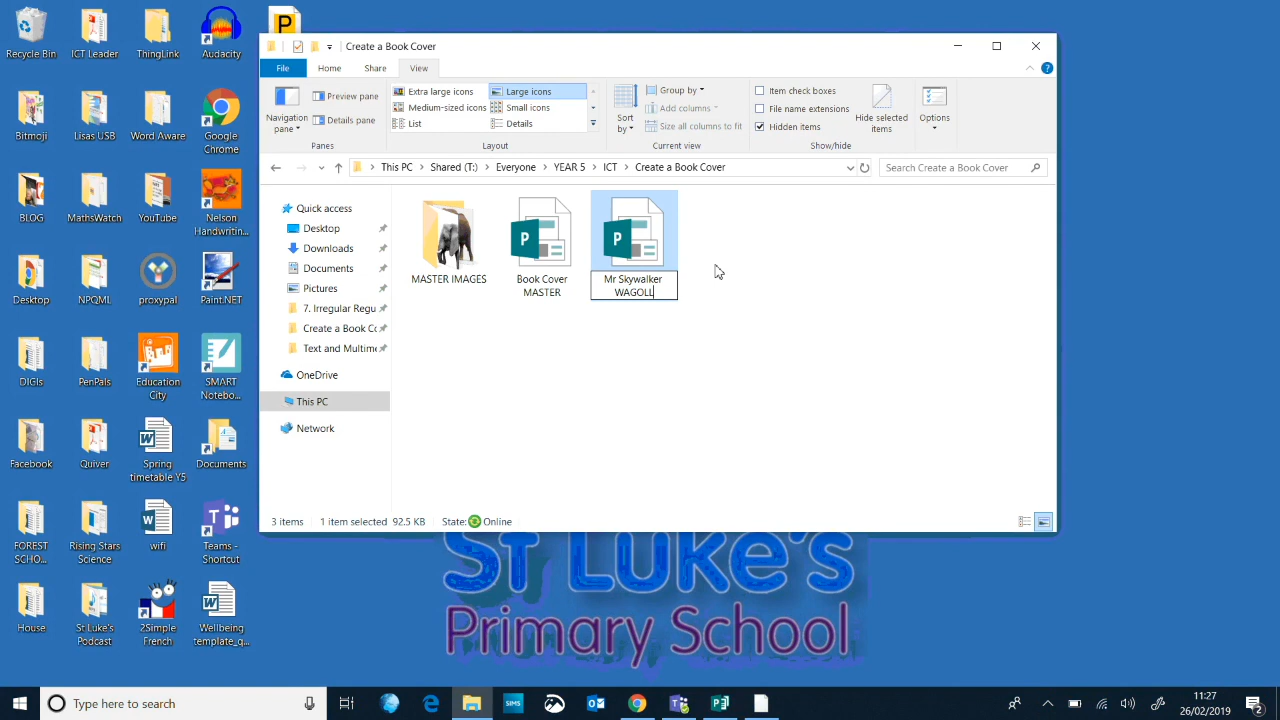 Create a Book Cover
File Home Share View
Preview pane
Navigation pane
Details pane
Panes
Extra large icons
Large icons
Medium-sized icons
Small icons
List
Details
Layout
Sort by
Group by
Add columns
Size all columns to fit
Current view
Item check boxes
File name extensions
Hidden items
Hide selected items
Show/hide
Options
This PC
Shared (T:)
Everyone
YEAR 5
ICT
Create a Book Cover
Search Create a Book Cover
Quick access
Desktop
Downloads
Documents
Pictures
7. Irregular Regu
Create a Book Co
Text and Multime
OneDrive
This PC
Network
MASTER IMAGES
Book Cover
MASTER
Mr Skywalker
WAGOLL
3 items 1 item selected 92.5 KB State: Online
Recycle Bin
ICT Leader
ThingLink
Audacity
Bitmoji
Lisas USB
Word Aware
Google
Chrome
BLOG
MathsWatch
YouTube
Nelson
Handwritin...
Desktop
NPQML
proxypal
Paint.NET
DIGIs
PenPals
Education
City
SMART
Notebo...
Facebook
Quiver
Spring
timetable Y5
Documents
FOREST
SCHO...
Rising Stars
Science
wifi
Teams -
Shortcut
House
St Luke's
Podcast
2Simple
French
Wellbeing
template_q...
St Luke's
Primary School
Type here to search
SIMS
11:27
26/02/2019
2